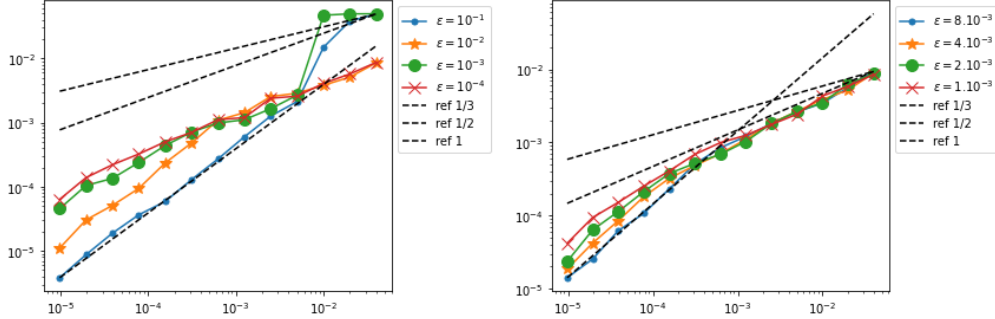 10⁻²
10⁻³
10⁻⁴
10⁻⁵
10⁻⁵
10⁻⁴
10⁻³
10⁻²
ε = 10⁻¹
ε = 10⁻²
ε = 10⁻³
ε = 10⁻⁴
ref 1/3
ref 1/2
ref 1
10⁻¹
10⁻²
10⁻³
10⁻⁴
10⁻⁵
10⁻⁵
10⁻⁴
10⁻³
10⁻²
ε = 8.10⁻³
ε = 4.10⁻³
ε = 2.10⁻³
ε = 1.10⁻³
ref 1/3
ref 1/2
ref 1